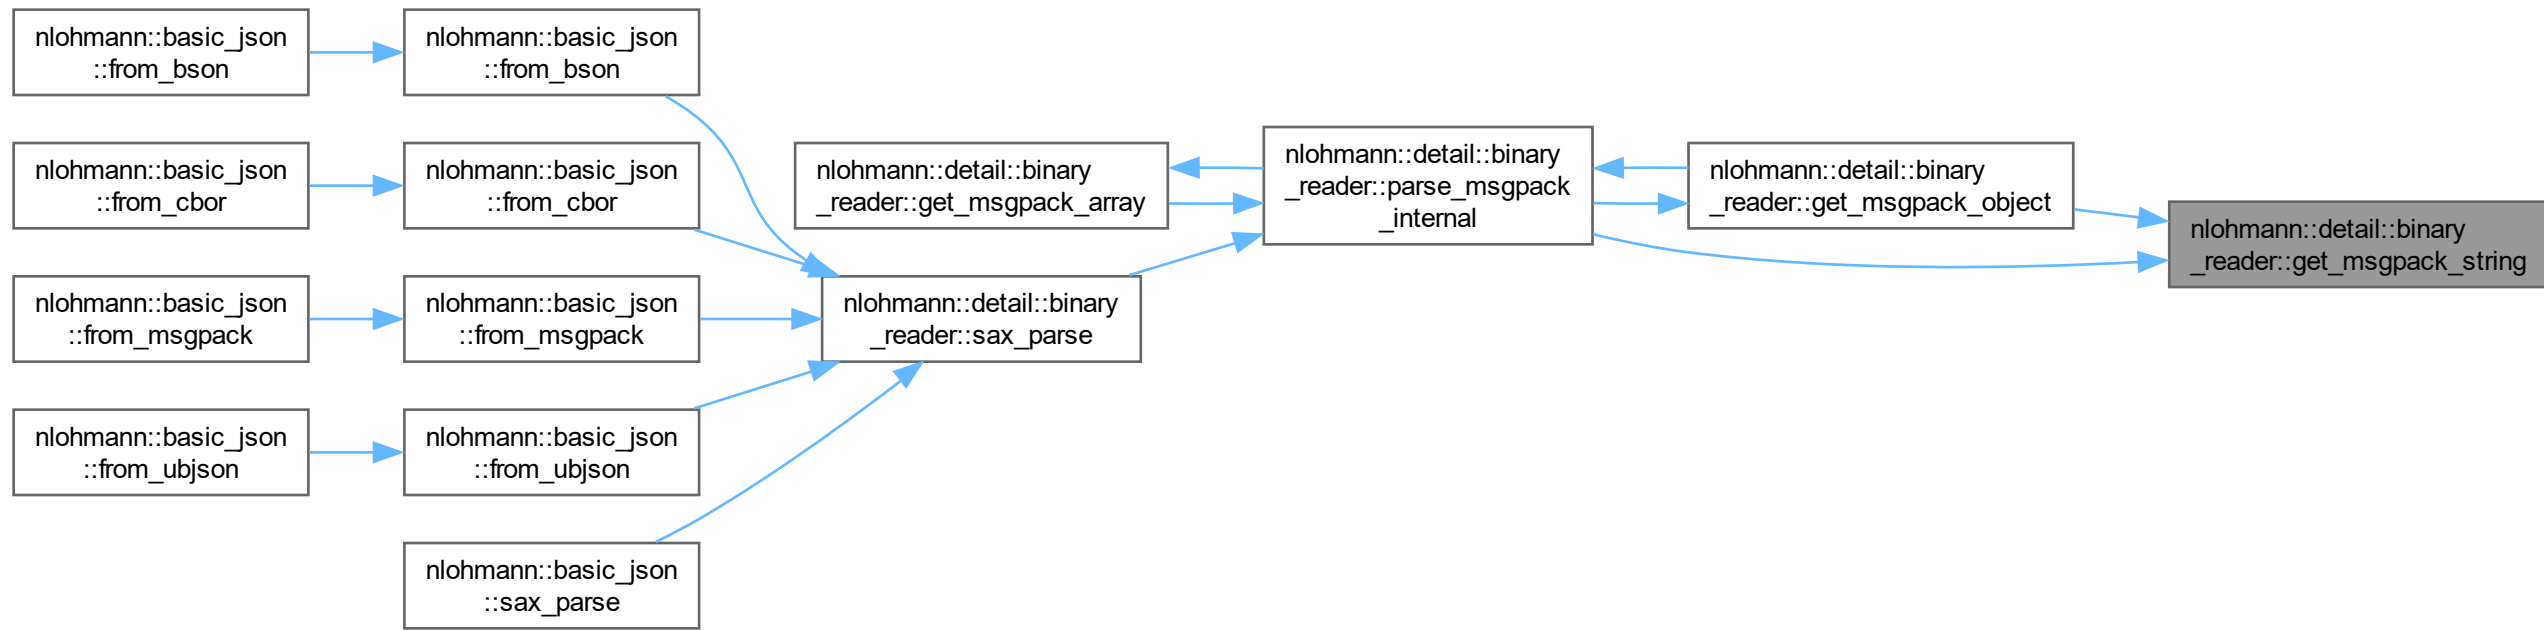 nlohmann::basic_json
::from_bson
nlohmann::basic_json
::from_bson
nlohmann::basic_json
::from_cbor
nlohmann::basic_json
::from_cbor
nlohmann::basic_json
::from_msgpack
nlohmann::basic_json
::from_msgpack
nlohmann::basic_json
::from_ubjson
nlohmann::basic_json
::from_ubjson
nlohmann::basic_json
::sax_parse
nlohmann::detail::binary
_reader::get_msgpack_array
nlohmann::detail::binary
_reader::sax_parse
nlohmann::detail::binary
_reader::parse_msgpack
_internal
nlohmann::detail::binary
_reader::get_msgpack_object
nlohmann::detail::binary
_reader::get_msgpack_string